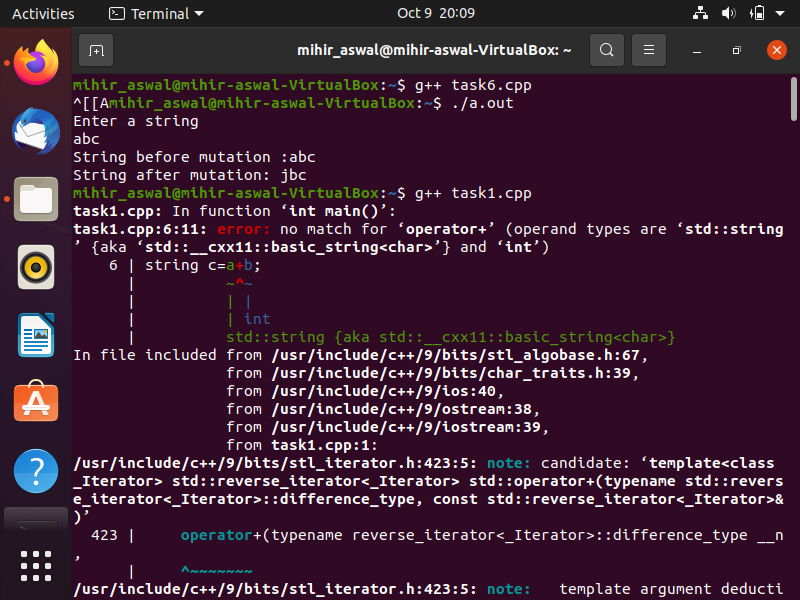 Activities
Terminal
Oct 9 20:09
mihir_aswal@mihir-aswal-VirtualBox: ~
mihir_aswal@mihir-aswal-VirtualBox:~$ g++ task6.cpp
^[[Amihir_aswal@mihir-aswal-VirtualBox:~$ ./a.out
Enter a string
abc
String before mutation :abc
String after mutation: jbc
mihir_aswal@mihir-aswal-VirtualBox:~$ g++ task1.cpp
task1.cpp: In function ‘int main()’:
task1.cpp:6:11: error: no match for ‘operator+’ (operand types are ‘std::string
’ {aka ‘std::__cxx11::basic_string<char>’} and ‘int’)
    6 | string c=a+b;
      |          ~^~
      |          | |
      |          | int
      |          std::string {aka std::__cxx11::basic_string<char>}
In file included from /usr/include/c++/9/bits/stl_algobase.h:67,
                 from /usr/include/c++/9/bits/char_traits.h:39,
                 from /usr/include/c++/9/ios:40,
                 from /usr/include/c++/9/ostream:38,
                 from /usr/include/c++/9/iostream:39,
                 from task1.cpp:1:
/usr/include/c++/9/bits/stl_iterator.h:423:5: note: candidate: ‘template<class
_Iterator> std::reverse_iterator<_Iterator> std::operator+(typename std::revers
e_iterator<_Iterator>::difference_type, const std::reverse_iterator<_Iterator>&
)’
  423 |     operator+(typename reverse_iterator<_Iterator>::difference_type __n
,
      |     ^~~~~~~~
/usr/include/c++/9/bits/stl_iterator.h:423:5: note:   template argument deducti